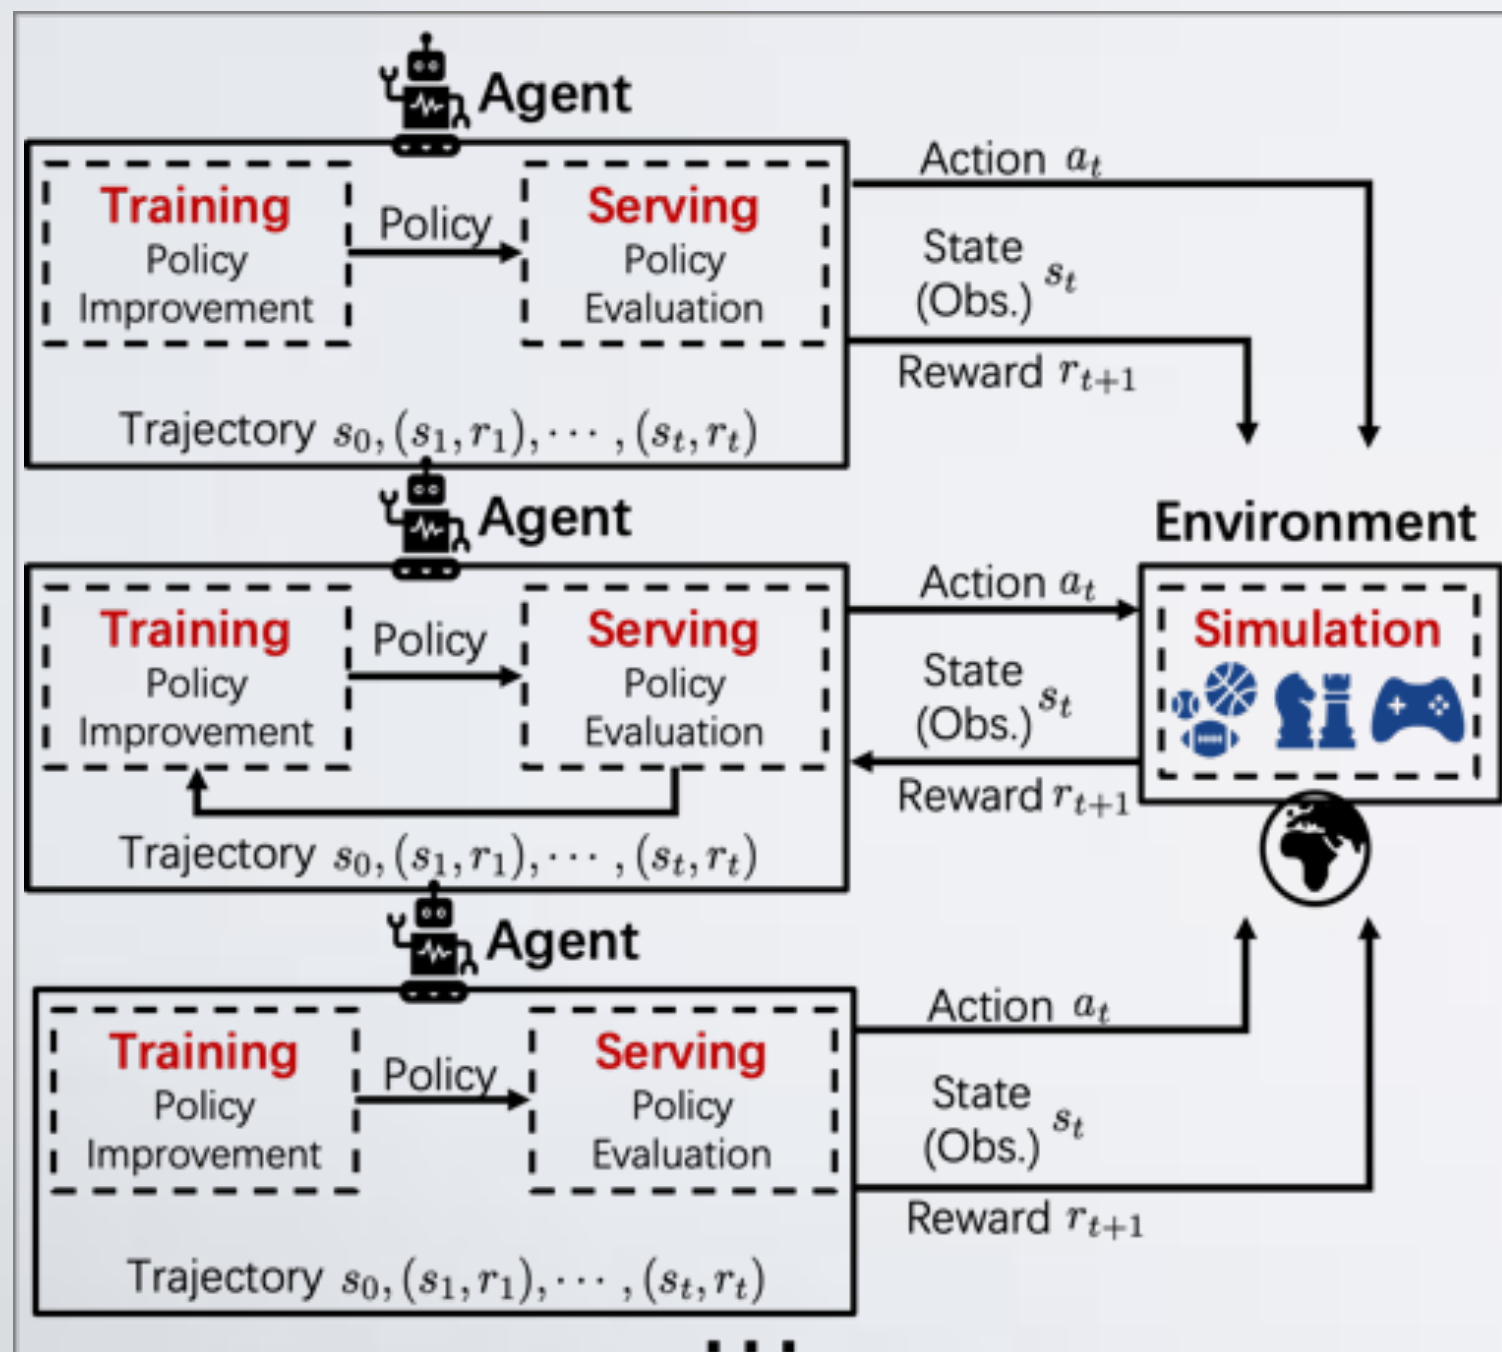 Agent
Training
Policy
Improvement
Policy
Serving
Policy
Evaluation
Trajectory s_0, (s_1, r_1), ⋯ , (s_t, r_t)
Action a_t
State
(Obs.) s_t
Reward r_{t+1}
Agent
Training
Policy
Improvement
Policy
Serving
Policy
Evaluation
Trajectory s_0, (s_1, r_1), ⋯ , (s_t, r_t)
Action a_t
State
(Obs.) s_t
Reward r_{t+1}
Environment
Simulation
Agent
Training
Policy
Improvement
Policy
Serving
Policy
Evaluation
Trajectory s_0, (s_1, r_1), ⋯ , (s_t, r_t)
Action a_t
State
(Obs.) s_t
Reward r_{t+1}